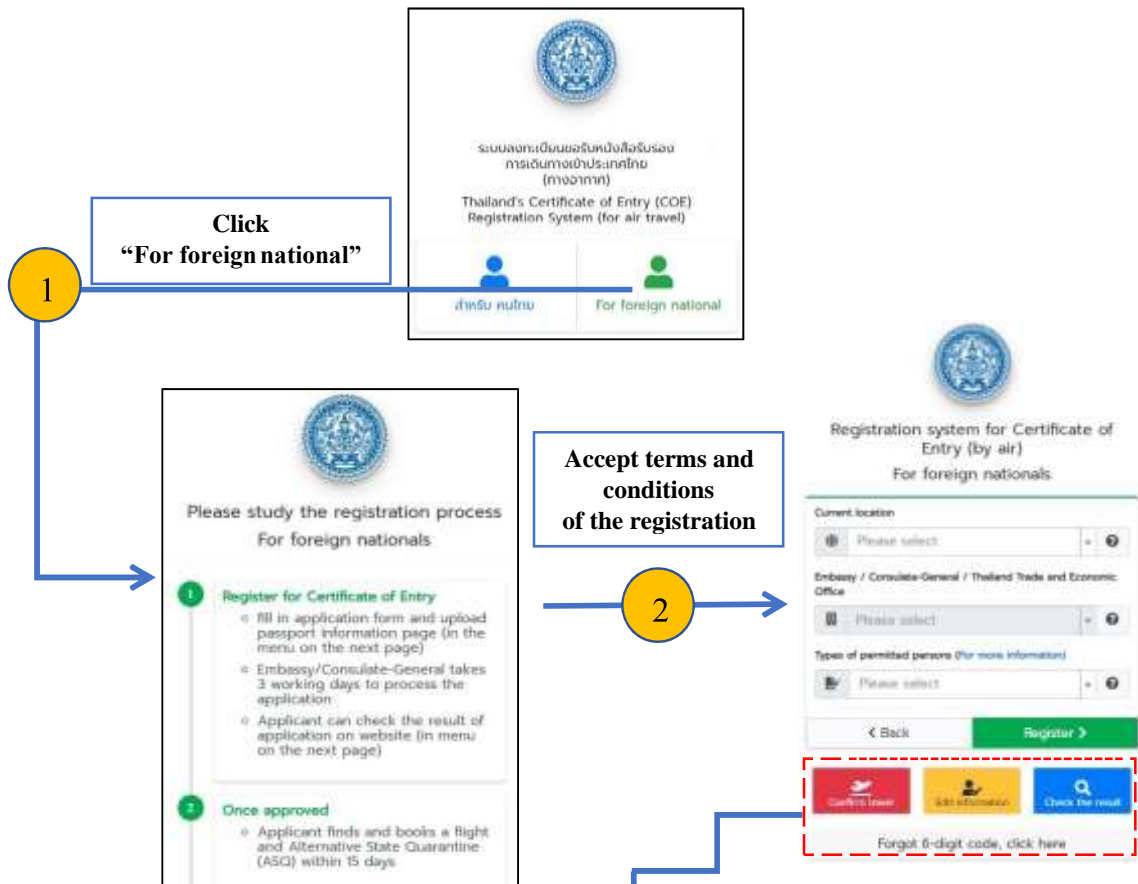 ระบบลงทะเบียนขอรับหนังสือรับรอง
การเดินทางเข้าประเทศไทย
(ทางอากาศ)
Thailand's Certificate of Entry (COE)
Registration System (for air travel)
สำหรับ คนไทย
For foreign national
Click
“For foreign national”
1
Please study the registration process
For foreign nationals
1
Register for Certificate of Entry
fill in application form and upload
passport information page (in the
menu on the next page)
Embassy/Consulate-General takes
3 working days to process the
application
Applicant can check the result of
application on website (in menu
on the next page)
2
Once approved
Applicant finds and books a flight
and Alternative State Quarantine
(ASQ) within 15 days
Accept terms and
conditions
of the registration
2
Registration system for Certificate of
Entry (by air)
For foreign nationals
Current location
Please select
Embassy / Consulate-General / Thailand Trade and Economic
Office
Please select
Types of permitted persons (For more information)
Please select
< Back
Register >
Confirm travel
Edit information
Check the result
Forgot 6-digit code, click here